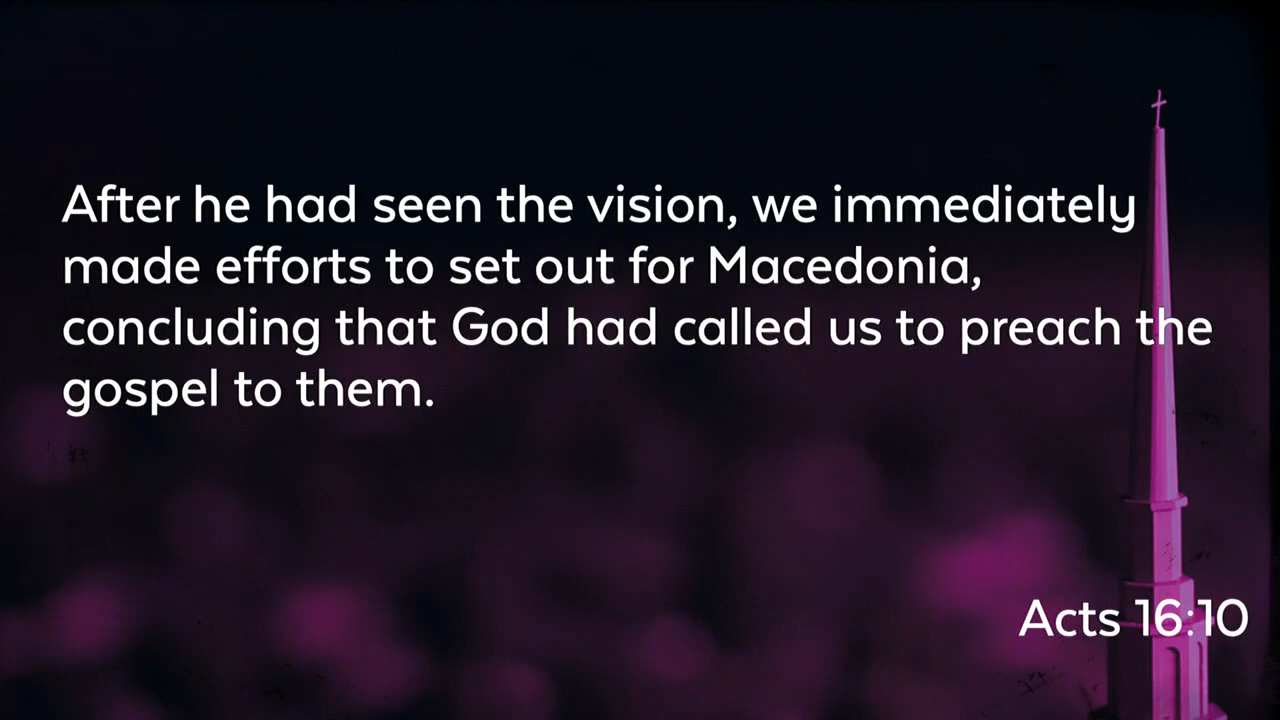 After he had seen the vision, we immediately
made efforts to set out for Macedonia,
concluding that God had called us to preach the
gospel to them.
Acts 16:10